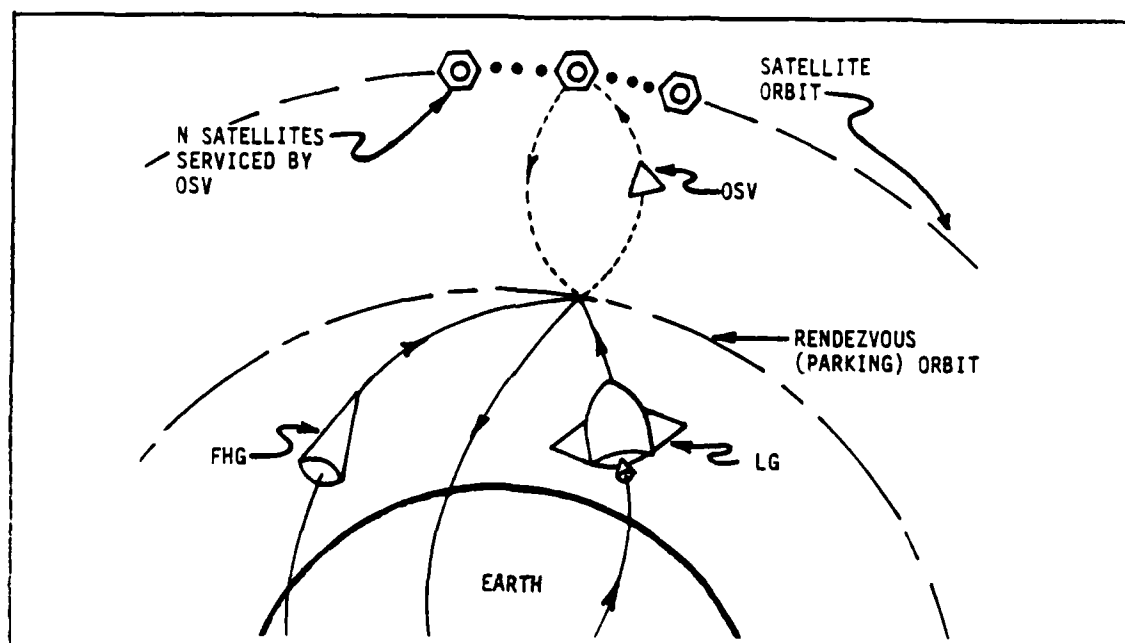 SATELLITE
ORBIT
N SATELLITES
SERVICED BY
OSV
OSV
RENDEZVOUS
(PARKING) ORBIT
FHG
LG
EARTH